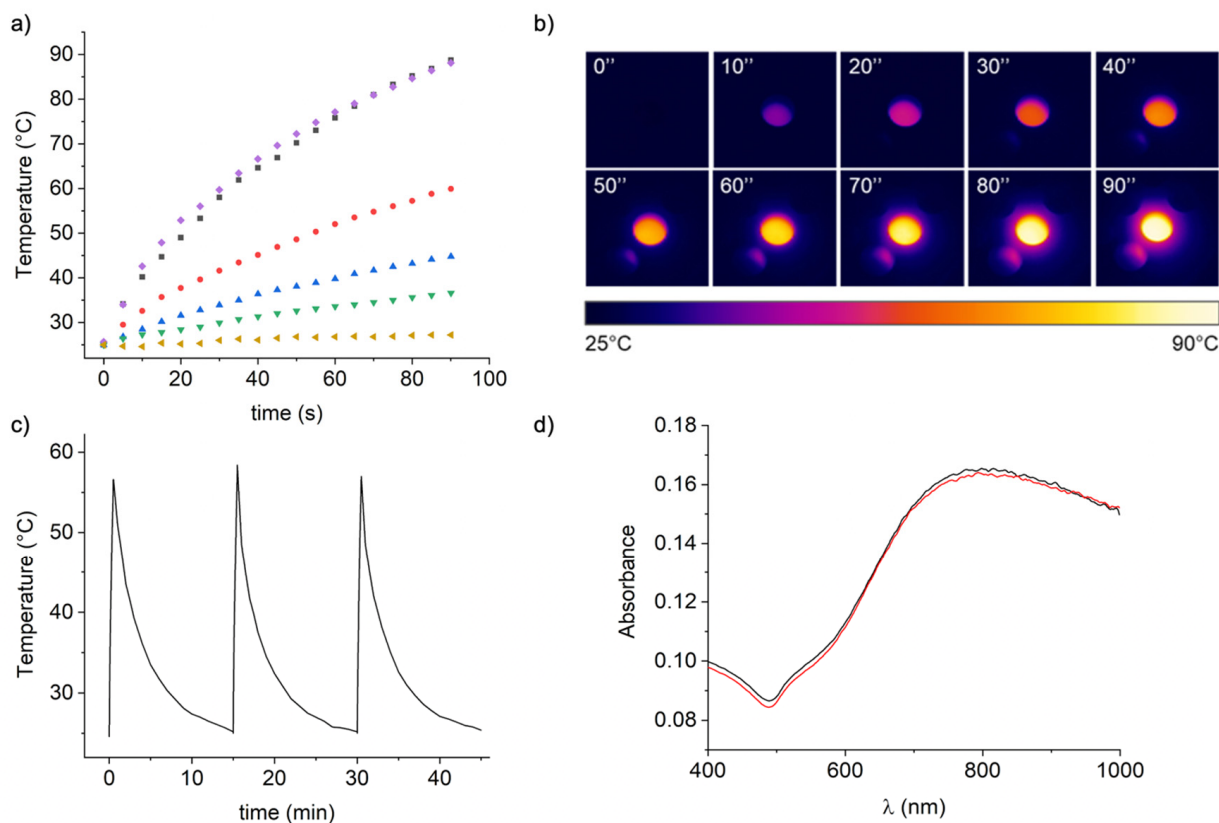 a)
90
80
70
60
50
40
30
Temperature (°C)
0 20 40 60 80 100
time (s)
b)
0’’ 10’’ 20’’ 30’’ 40’’
50’’ 60’’ 70’’ 80’’ 90’’
25°C 90°C
c)
60
50
40
30
Temperature (°C)
0 10 20 30 40
time (min)
d)
0.18
0.16
0.14
0.12
0.10
0.08
Absorbance
400 600 800 1000
λ (nm)